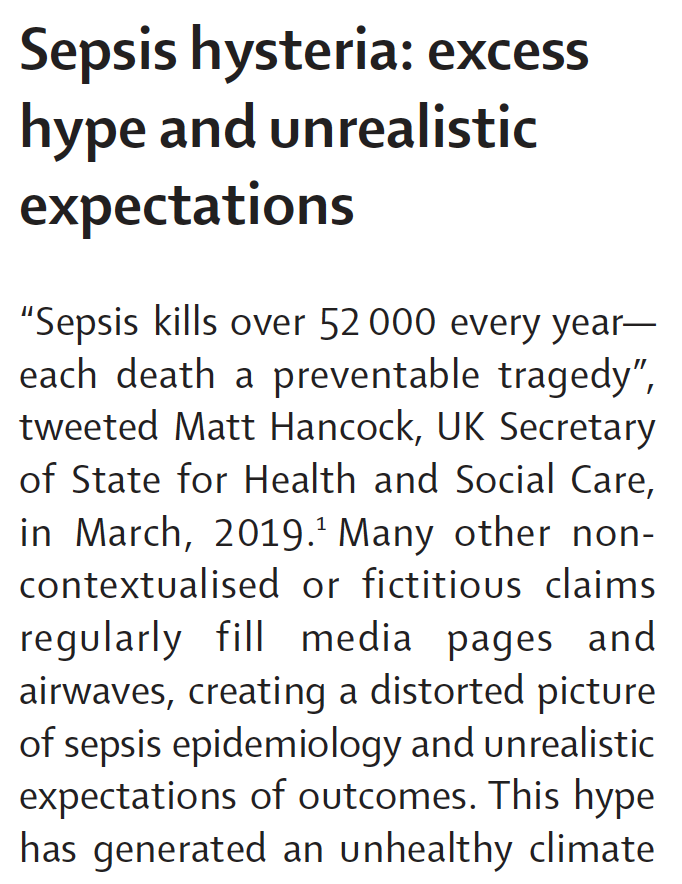 Sepsis hysteria: excess
hype and unrealistic
expectations
“Sepsis kills over 52 000 every year—
each death a preventable tragedy”,
tweeted Matt Hancock, UK Secretary
of State for Health and Social Care,
in March, 2019.¹ Many other non-
contextualised or fictitious claims
regularly fill media pages and
airwaves, creating a distorted picture
of sepsis epidemiology and unrealistic
expectations of outcomes. This hype
has generated an unhealthy climate